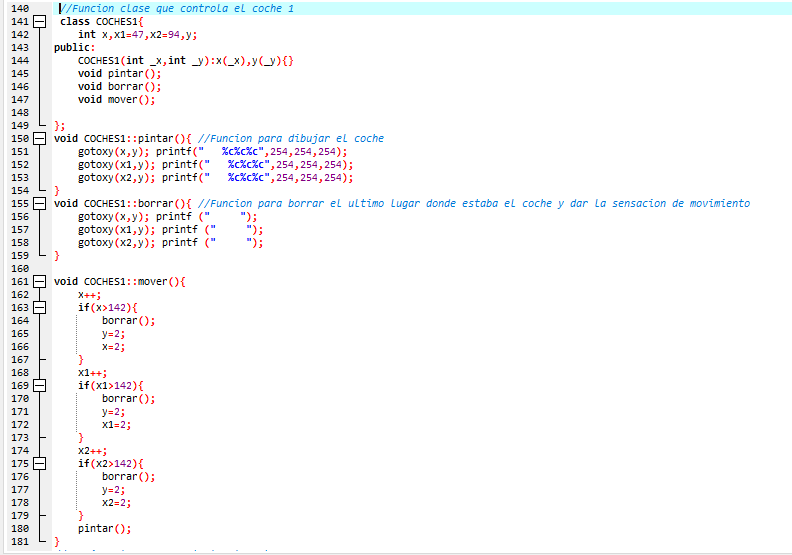 140 //Funcion clase que controla el coche 1
141 class COCHES1{
142 int x,x1=47,x2=94,y;
143 public:
144 COCHES1(int _x,int _y):x(_x),y(_y){}
145 void pintar();
146 void borrar();
147 void mover();
148
149 };
150 void COCHES1::pintar(){ //Funcion para dibujar el coche
151 gotoxy(x,y); printf("   %c%c%c",254,254,254);
152 gotoxy(x1,y); printf("   %c%c%c",254,254,254);
153 gotoxy(x2,y); printf("   %c%c%c",254,254,254);
154 }
155 void COCHES1::borrar(){ //Funcion para borrar el ultimo lugar donde estaba el coche y dar la sensacion de movimiento
156 gotoxy(x,y); printf ("     ");
157 gotoxy(x1,y); printf ("     ");
158 gotoxy(x2,y); printf ("     ");
159 }
160
161 void COCHES1::mover(){
162 x++;
163 if(x>142){
164 borrar();
165 y=2;
166 x=2;
167 }
168 x1++;
169 if(x1>142){
170 borrar();
171 y=2;
172 x1=2;
173 }
174 x2++;
175 if(x2>142){
176 borrar();
177 y=2;
178 x2=2;
179 }
180 pintar();
181 }